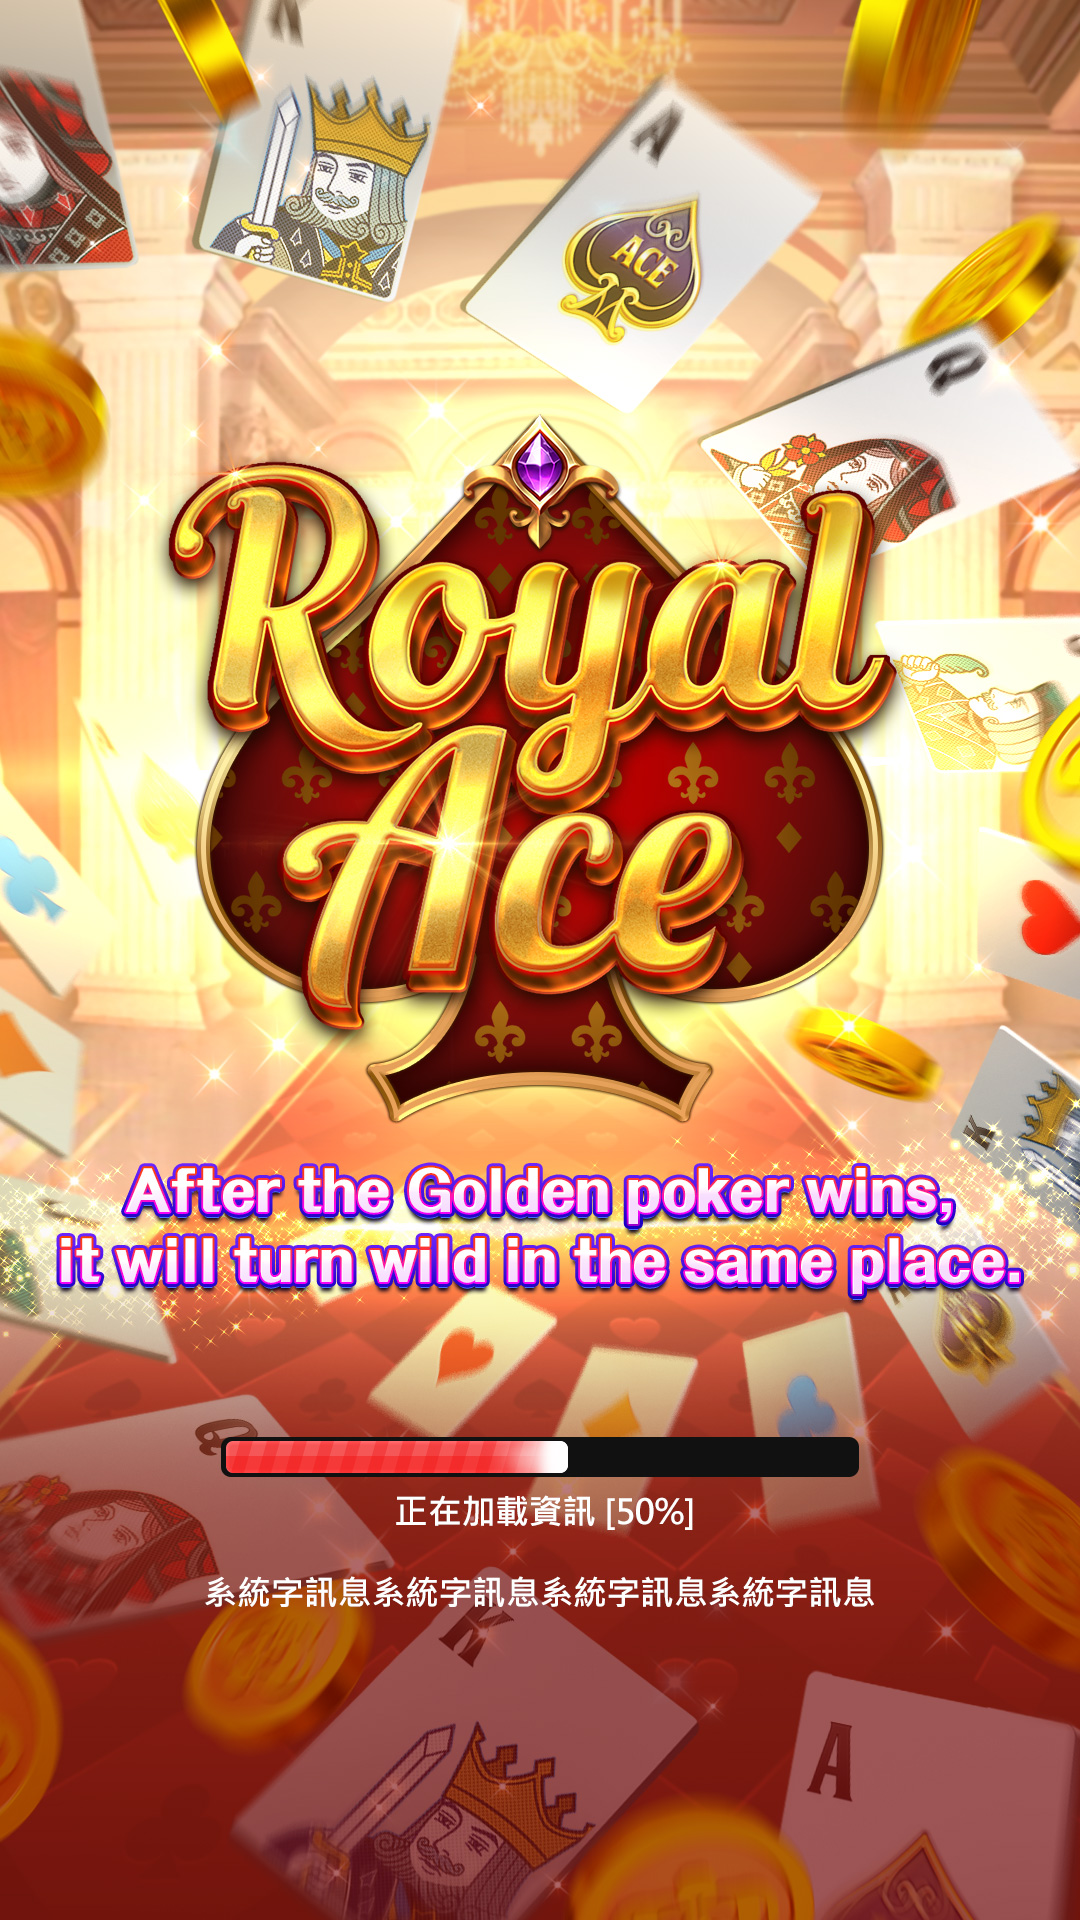 K
A
ACE
Q
Royal
Ace
K
After the Golden poker wins,
it will turn wild in the same place.
Q
正在加載資訊 [50%]
系統字訊息系統字訊息系統字訊息系統字訊息
K
A